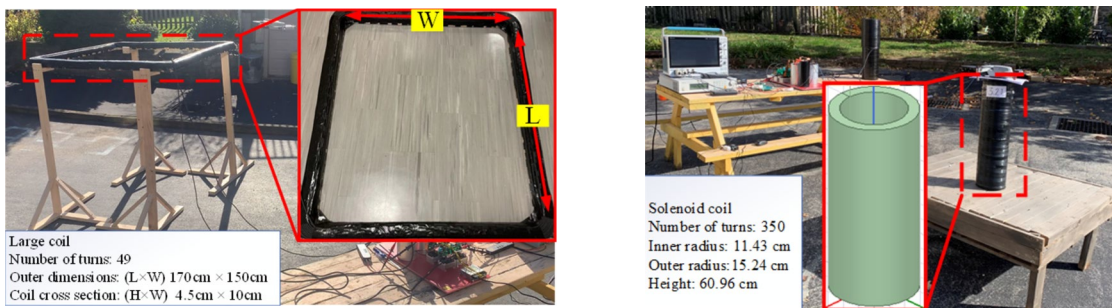 W
L
Large coil
Number of turns: 49
Outer dimensions: (L×W) 170cm × 150cm
Coil cross section: (H×W) 4.5cm × 10cm
Solenoid coil
Number of turns: 350
Inner radius: 11.43 cm
Outer radius:15.24 cm
Height: 60.96 cm